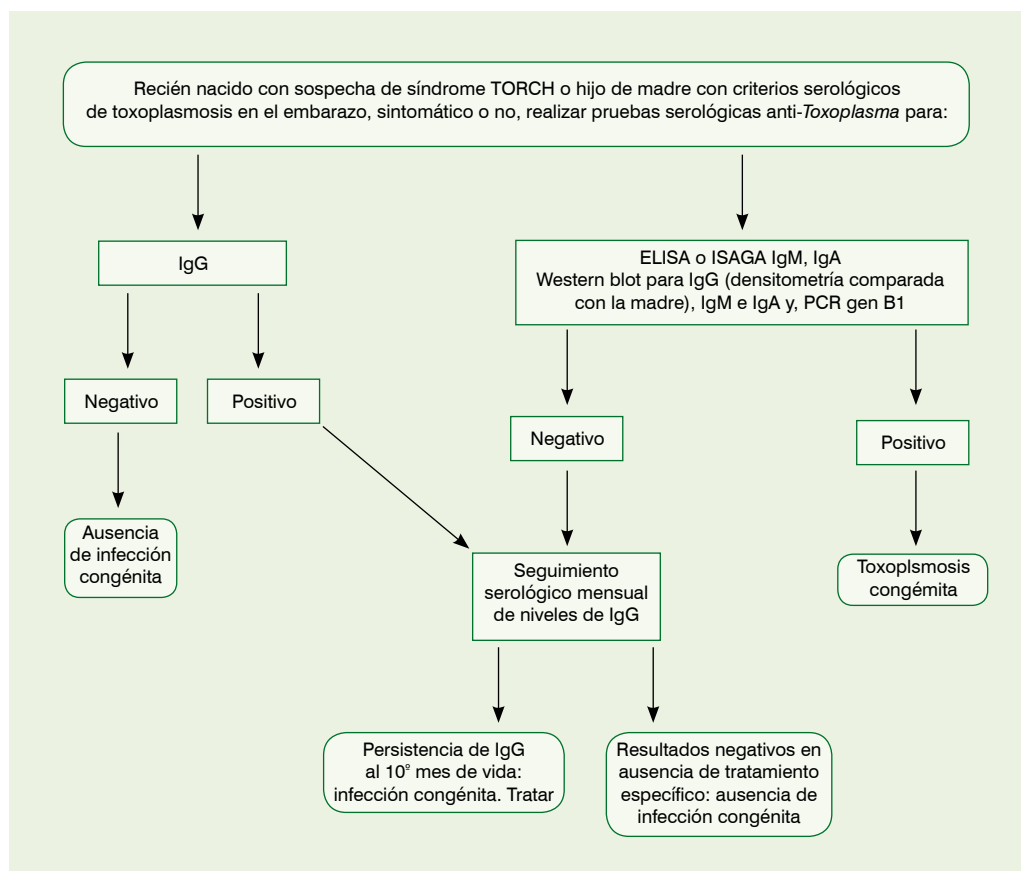 Recién nacido con sospecha de síndrome TORCH o hijo de madre con criterios serológicos
de toxoplasmosis en el embarazo, sintomático o no, realizar pruebas serológicas anti-Toxoplasma para:
IgG
ELISA o ISAGA IgM, IgA
Western blot para IgG (densitometría comparada
con la madre), IgM e IgA y, PCR gen B1
Negativo
Positivo
Negativo
Positivo
Ausencia
de infección
congénita
Seguimiento
serológico mensual
de niveles de IgG
Toxoplsmosis
congémita
Persistencia de IgG
al 10º mes de vida:
infección congénita. Tratar
Resultados negativos en
ausencia de tratamiento
específico: ausencia de
infección congénita